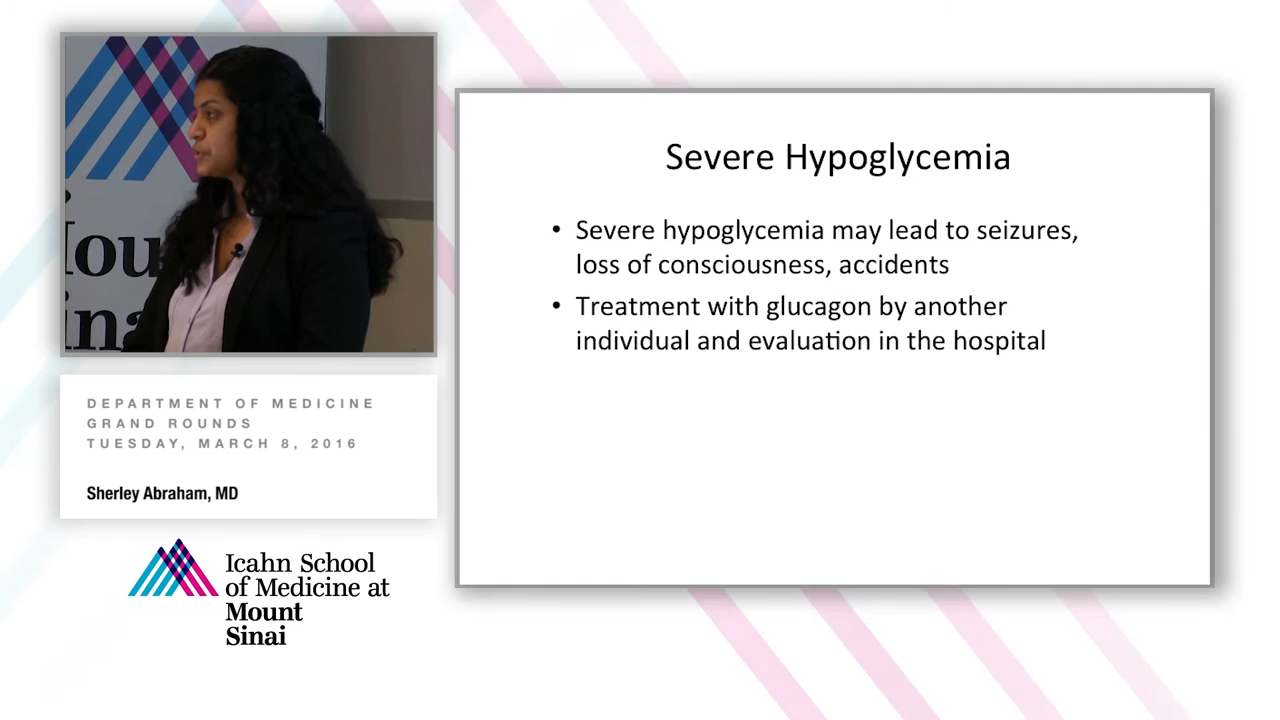 DEPARTMENT OF MEDICINE
GRAND ROUNDS
TUESDAY, MARCH 8, 2016
Sherley Abraham, MD
Icahn School
of Medicine at
Mount
Sinai
Severe Hypoglycemia
• Severe hypoglycemia may lead to seizures,
loss of consciousness, accidents
• Treatment with glucagon by another
individual and evaluation in the hospital